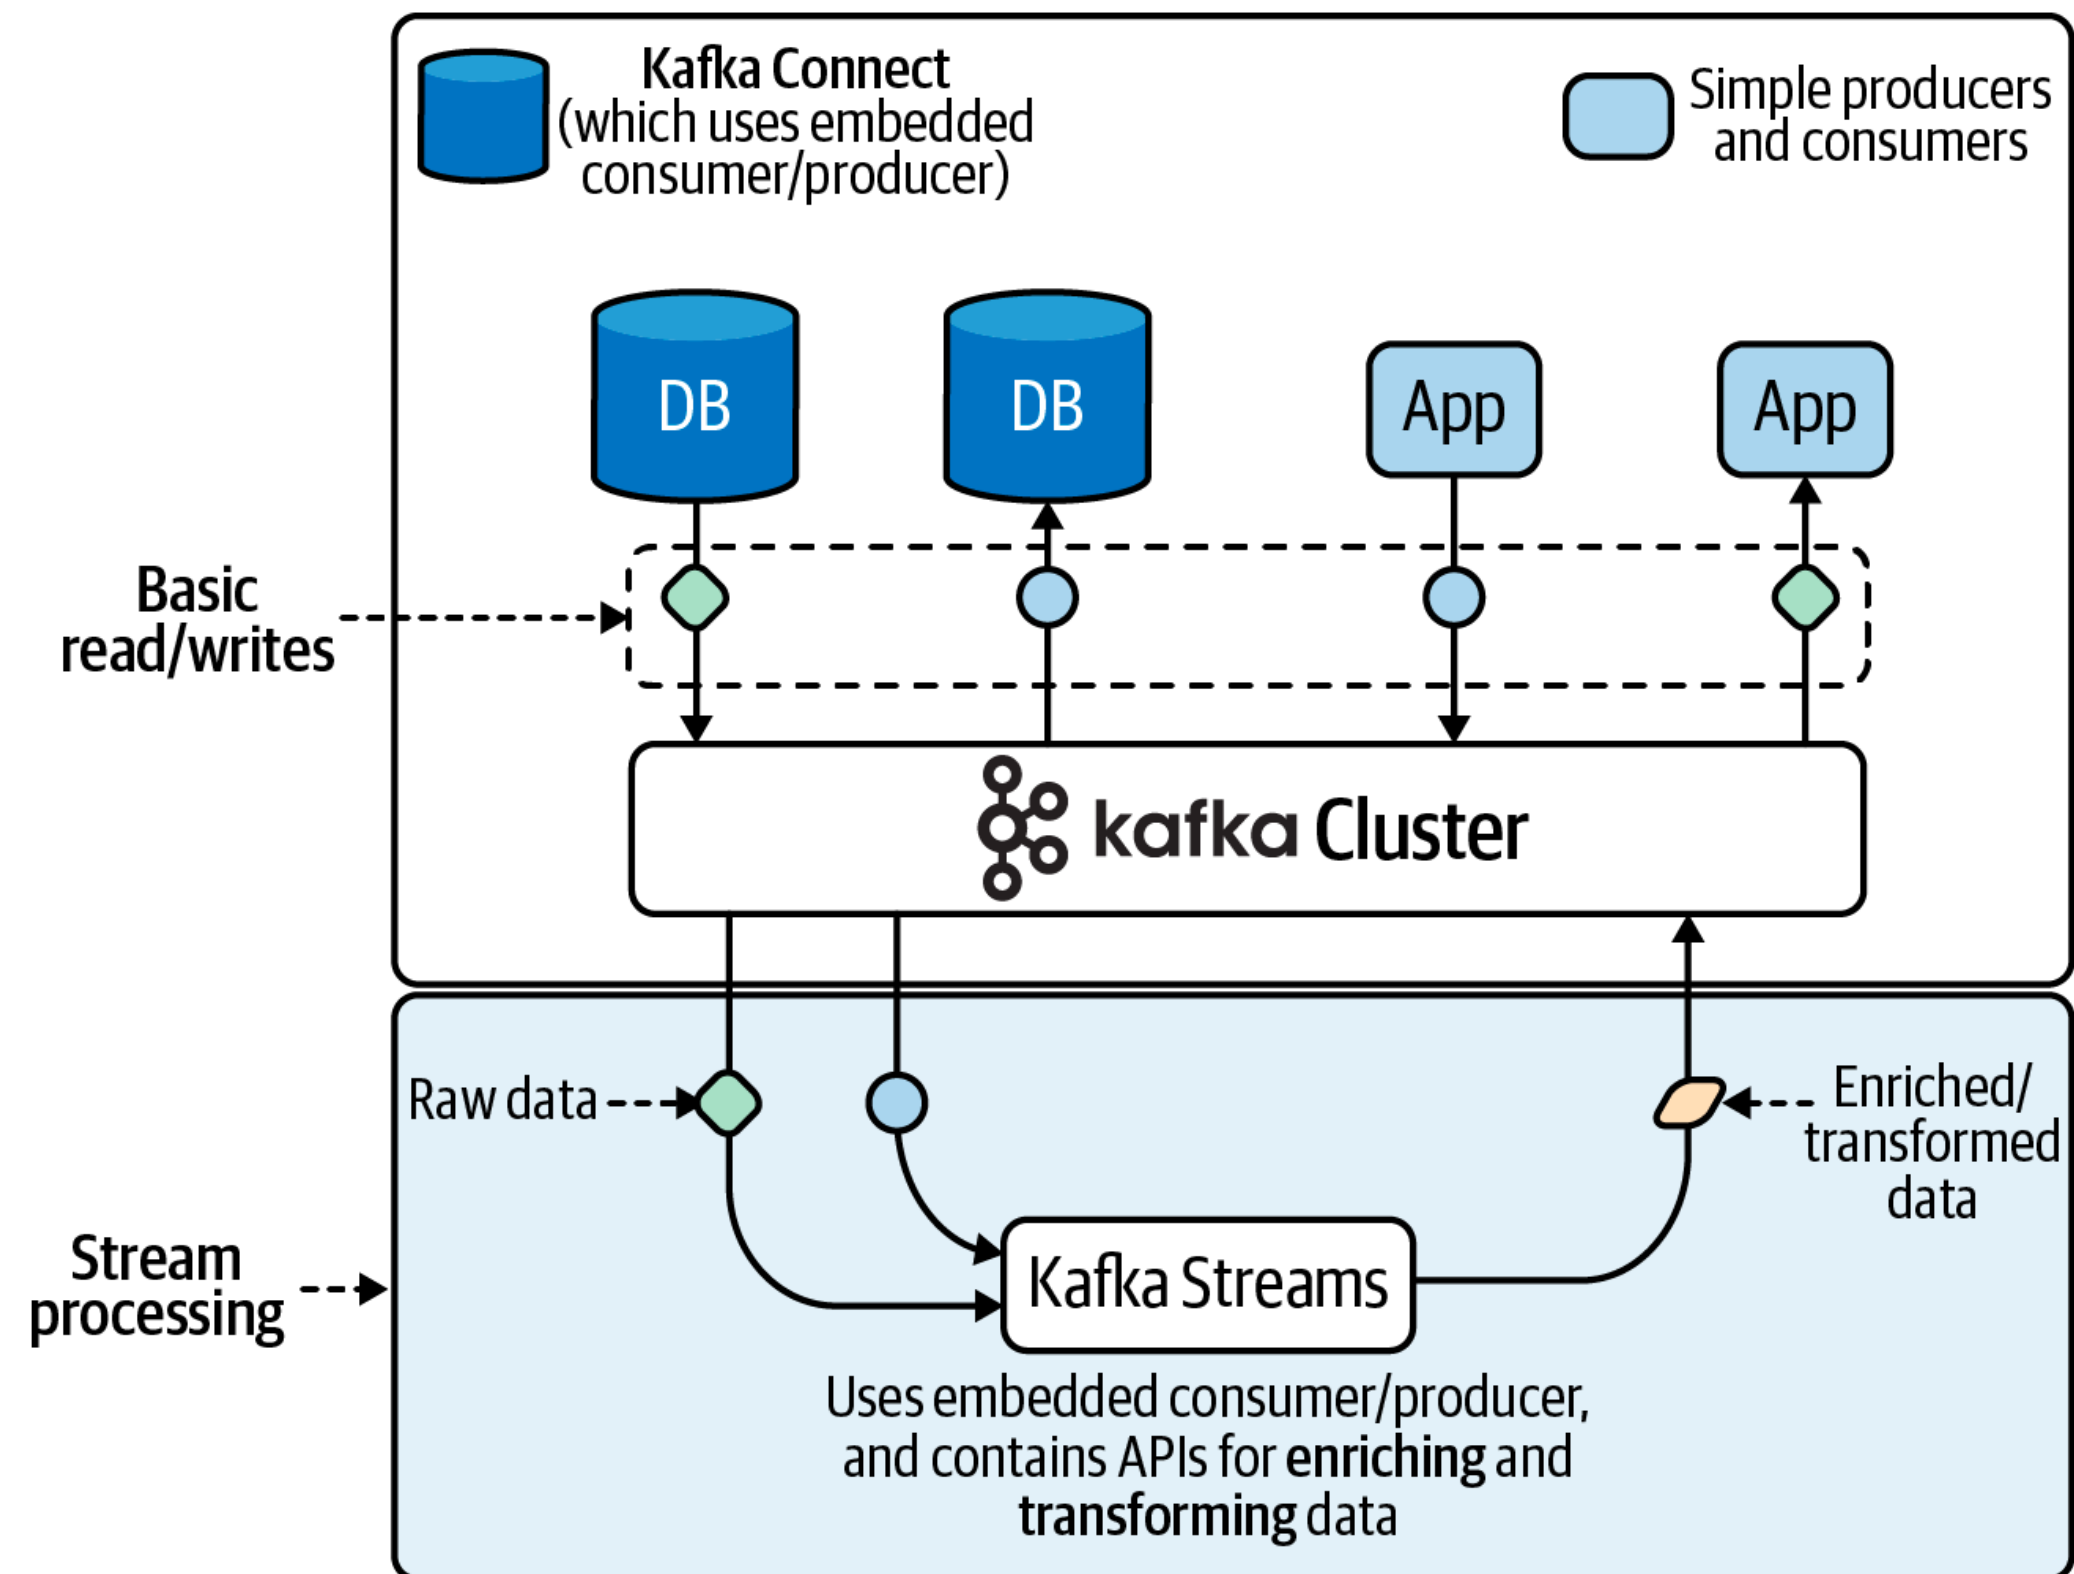 Kafka Connect
(which uses embedded
consumer/producer)
Simple producers
and consumers
DB
DB
App
App
Basic
read/writes
kafka Cluster
Raw data
Enriched/
transformed
data
Stream
processing
Kafka Streams
Uses embedded consumer/producer,
and contains APIs for enriching and
transforming data